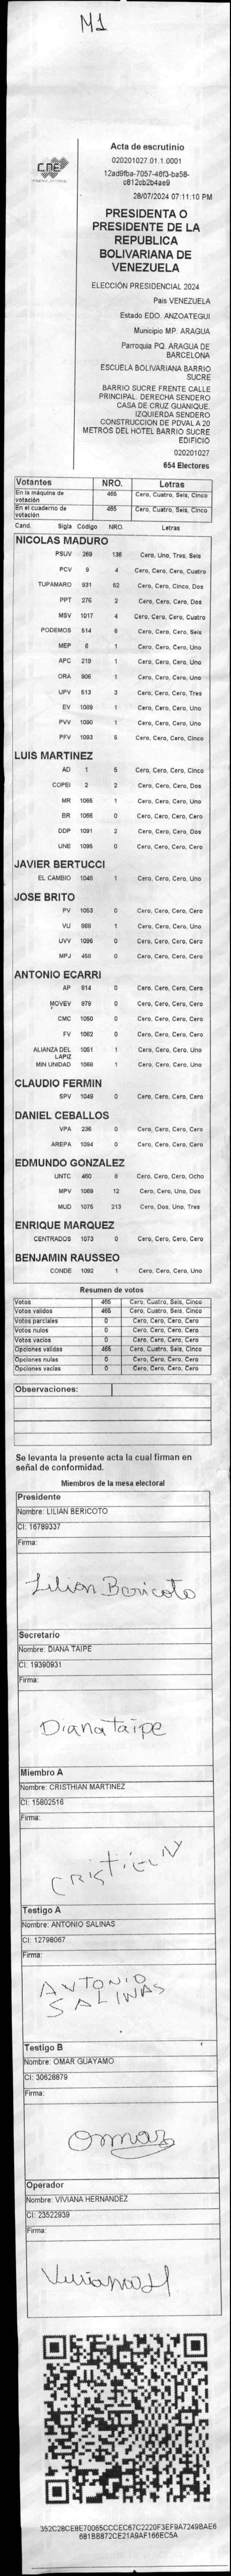 M1
CNE
Acta de escrutinio
020201027.01.1.0001
12ad9fba-7057-46f3-ba58-
c812cb2b4ae9
28/07/2024 07:11:10 PM
PRESIDENTA O
PRESIDENTE DE LA
REPUBLICA
BOLIVARIANA DE
VENEZUELA
ELECCIÓN PRESIDENCIAL 2024
País VENEZUELA
Estado EDO. ANZOATEGUI
Municipio MP. ARAGUA
Parroquia PQ. ARAGUA DE
BARCELONA
ESCUELA BOLIVARIANA BARRIO
SUCRE
BARRIO SUCRE FRENTE CALLE
PRINCIPAL. DERECHA SENDERO
CASA DE CRUZ GUANIQUE.
IZQUIERDA SENDERO
CONSTRUCCION DE PDVAL A 20
METROS DEL HOTEL BARRIO SUCRE
EDIFICIO
020201027
654 Electores
Votantes NRO. Letras
En la máquina de votación 465 Cero, Cuatro, Seis, Cinco
En el cuaderno de votación 465 Cero, Cuatro, Seis, Cinco
Cand. Sigla Código NRO. Letras
NICOLAS MADURO
PSUV 269 136 Cero, Uno, Tres, Seis
PCV 9 4 Cero, Cero, Cero, Cuatro
TUPAMARO 931 52 Cero, Cero, Cinco, Dos
PPT 276 2 Cero, Cero, Cero, Dos
MSV 1017 4 Cero, Cero, Cero, Cuatro
PODEMOS 514 6 Cero, Cero, Cero, Seis
MEP 6 1 Cero, Cero, Cero, Uno
APC 219 1 Cero, Cero, Cero, Uno
ORA 906 1 Cero, Cero, Cero, Uno
UPV 513 3 Cero, Cero, Cero, Tres
EV 1089 1 Cero, Cero, Cero, Uno
PVV 1090 1 Cero, Cero, Cero, Uno
PFV 1093 5 Cero, Cero, Cero, Cinco
LUIS MARTINEZ
AD 1 5 Cero, Cero, Cero, Cinco
COPEI 2 2 Cero, Cero, Cero, Dos
MR 1065 1 Cero, Cero, Cero, Uno
BR 1066 0 Cero, Cero, Cero, Cero
DDP 1091 2 Cero, Cero, Cero, Dos
UNE 1095 0 Cero, Cero, Cero, Cero
JAVIER BERTUCCI
EL CAMBIO 1048 1 Cero, Cero, Cero, Uno
JOSE BRITO
PV 1053 0 Cero, Cero, Cero, Cero
VU 969 1 Cero, Cero, Cero, Uno
UVV 1096 0 Cero, Cero, Cero, Cero
MPJ 458 0 Cero, Cero, Cero, Cero
ANTONIO ECARRI
AP 914 0 Cero, Cero, Cero, Cero
MOVEV 979 0 Cero, Cero, Cero, Cero
CMC 1050 0 Cero, Cero, Cero, Cero
FV 1062 0 Cero, Cero, Cero, Cero
ALIANZA DEL LAPIZ 1051 1 Cero, Cero, Cero, Uno
MIN UNIDAD 1068 1 Cero, Cero, Cero, Uno
CLAUDIO FERMIN
SPV 1049 0 Cero, Cero, Cero, Cero
DANIEL CEBALLOS
VPA 236 0 Cero, Cero, Cero, Cero
AREPA 1094 0 Cero, Cero, Cero, Cero
EDMUNDO GONZALEZ
UNTC 460 8 Cero, Cero, Cero, Ocho
MPV 1069 12 Cero, Cero, Uno, Dos
MUD 1075 213 Cero, Dos, Uno, Tres
ENRIQUE MARQUEZ
CENTRADOS 1073 0 Cero, Cero, Cero, Cero
BENJAMIN RAUSSEO
CONDE 1092 1 Cero, Cero, Cero, Uno
Resumen de votos
Votos 465 Cero, Cuatro, Seis, Cinco
Votos validos 465 Cero, Cuatro, Seis, Cinco
Votos parciales 0 Cero, Cero, Cero, Cero
Votos nulos 0 Cero, Cero, Cero, Cero
Votos vacios 0 Cero, Cero, Cero, Cero
Opciones validas 465 Cero, Cuatro, Seis, Cinco
Opciones nulas 0 Cero, Cero, Cero, Cero
Opciones vacias 0 Cero, Cero, Cero, Cero
Observaciones:
Se levanta la presente acta la cual firman en
señal de conformidad.
Miembros de la mesa electoral
Presidente
Nombre: LILIAN BERICOTO
CI: 16789337
Firma:
Lilian Bericoto
Secretario
Nombre: DIANA TAIPE
CI: 19390931
Firma:
Diana taipe
Miembro A
Nombre: CRISTHIAN MARTINEZ
CI: 15802516
Firma:
Testigo A
Nombre: ANTONIO SALINAS
CI: 12798067
Firma:
ANTONIO
SALINAS
Testigo B
Nombre: OMAR GUAYAMO
CI: 30628879
Firma:
Omar
Operador
Nombre: VIVIANA HERNANDEZ
CI: 23522939
Firma:
Viviana H
352C28CE8E70065CCCEC67C2220F3EF9A7249BAE6
681B8872CE21A9AF166EC5A